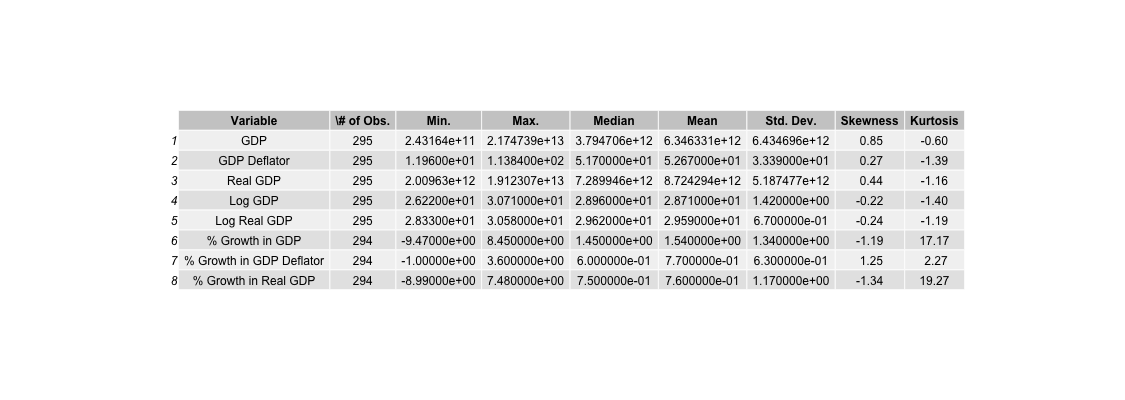 Variable \# of Obs. Min. Max. Median Mean Std. Dev. Skewness Kurtosis
1 GDP 295 2.43164e+11 2.174739e+13 3.794706e+12 6.346331e+12 6.434696e+12 0.85 -0.60
2 GDP Deflator 295 1.19600e+01 1.138400e+02 5.170000e+01 5.267000e+01 3.339000e+01 0.27 -1.39
3 Real GDP 295 2.00963e+12 1.912307e+13 7.289946e+12 8.724294e+12 5.187477e+12 0.44 -1.16
4 Log GDP 295 2.62200e+01 3.071000e+01 2.896000e+01 2.871000e+01 1.420000e+00 -0.22 -1.40
5 Log Real GDP 295 2.83300e+01 3.058000e+01 2.962000e+01 2.959000e+01 6.700000e-01 -0.24 -1.19
6 % Growth in GDP 294 -9.47000e+00 8.450000e+00 1.450000e+00 1.540000e+00 1.340000e+00 -1.19 17.17
7 % Growth in GDP Deflator 294 -1.00000e+00 3.600000e+00 6.000000e-01 7.700000e-01 6.300000e-01 1.25 2.27
8 % Growth in Real GDP 294 -8.99000e+00 7.480000e+00 7.500000e-01 7.600000e-01 1.170000e+00 -1.34 19.27